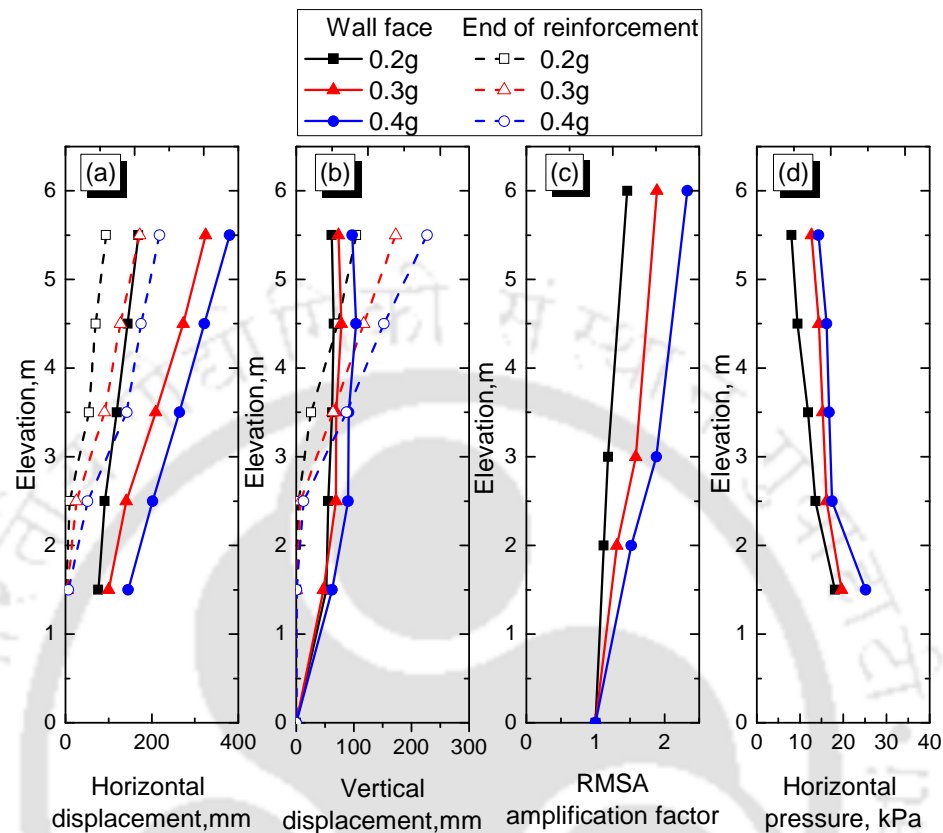 Wall face End of reinforcement
0.2g 0.2g
0.3g 0.3g
0.4g 0.4g
(a) (b) (c) (d)
6 6 6 6
5 5 5 5
4 4 4 4
3 3 3 3
2 2 2 2
1 1 1 1
0 0 0 0
Elevation,m
Elevation,m
Elevation,m
Elevation, m
0 200 400 0 100 200 300 0 1 2 0 10 20 30 40
Horizontal
displacement,mm
Vertical
displacement,mm
RMSA
amplification factor
Horizontal
pressure, kPa